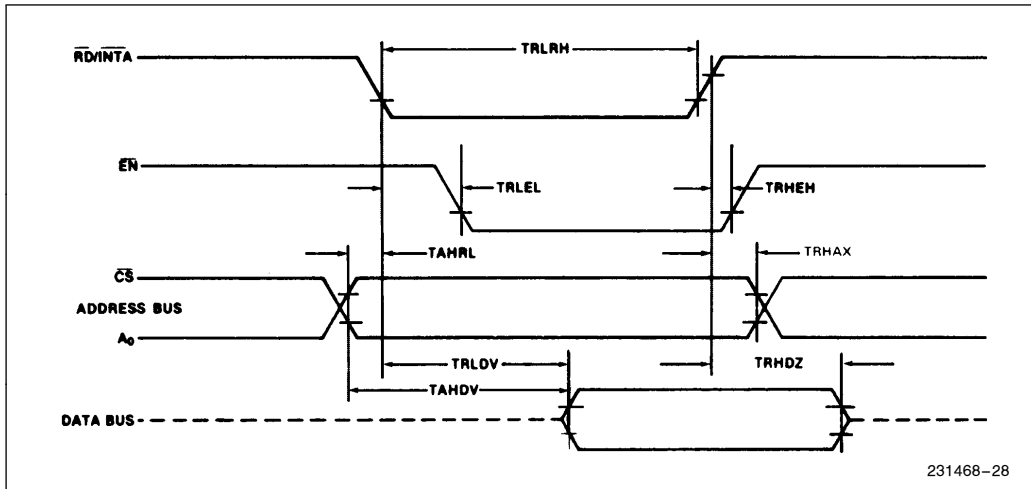 TRLRH
RD/INTA
EN
TRLEL
TRHEH
TAHRL
TRHAX
CS
ADDRESS BUS
A0
TRLDV
TRHDZ
TAHDV
DATA BUS
231468-28